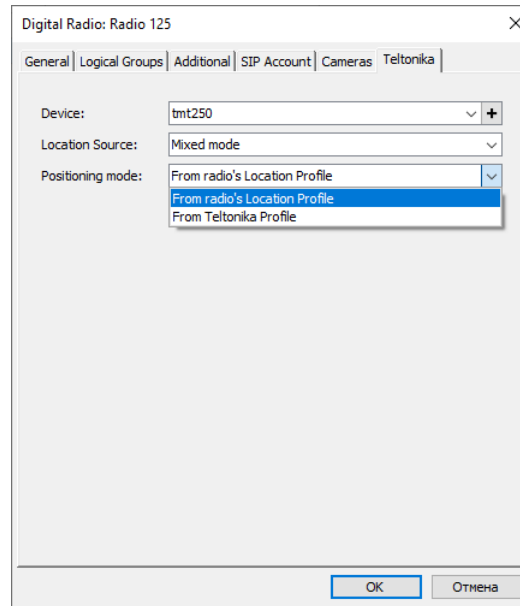 Digital Radio: Radio 125
General Logical Groups Additional SIP Account Cameras Teltonika
Device: tmt250
Location Source: Mixed mode
Positioning mode: From radio's Location Profile
From radio's Location Profile
From Teltonika Profile
OK Отмена